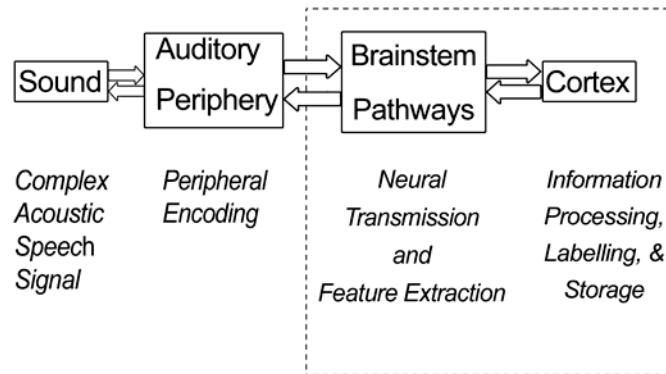 Sound
Auditory
Periphery
Brainstem
Pathways
Cortex
Complex
Acoustic
Speech
Signal
Peripheral
Encoding
Neural
Transmission
and
Feature Extraction
Information
Processing,
Labelling, &
Storage